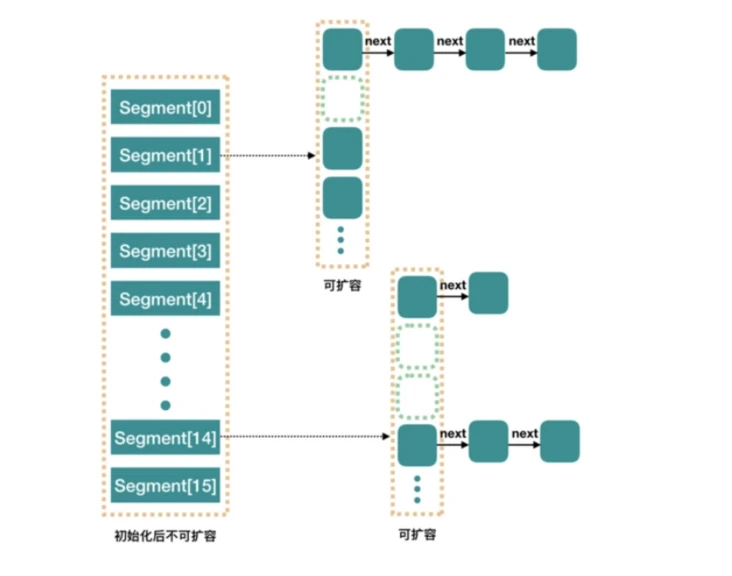 Segment[0]
Segment[1]
Segment[2]
Segment[3]
Segment[4]
Segment[14]
Segment[15]
初始化后不可扩容
next
next
next
可扩容
next
next
next
可扩容